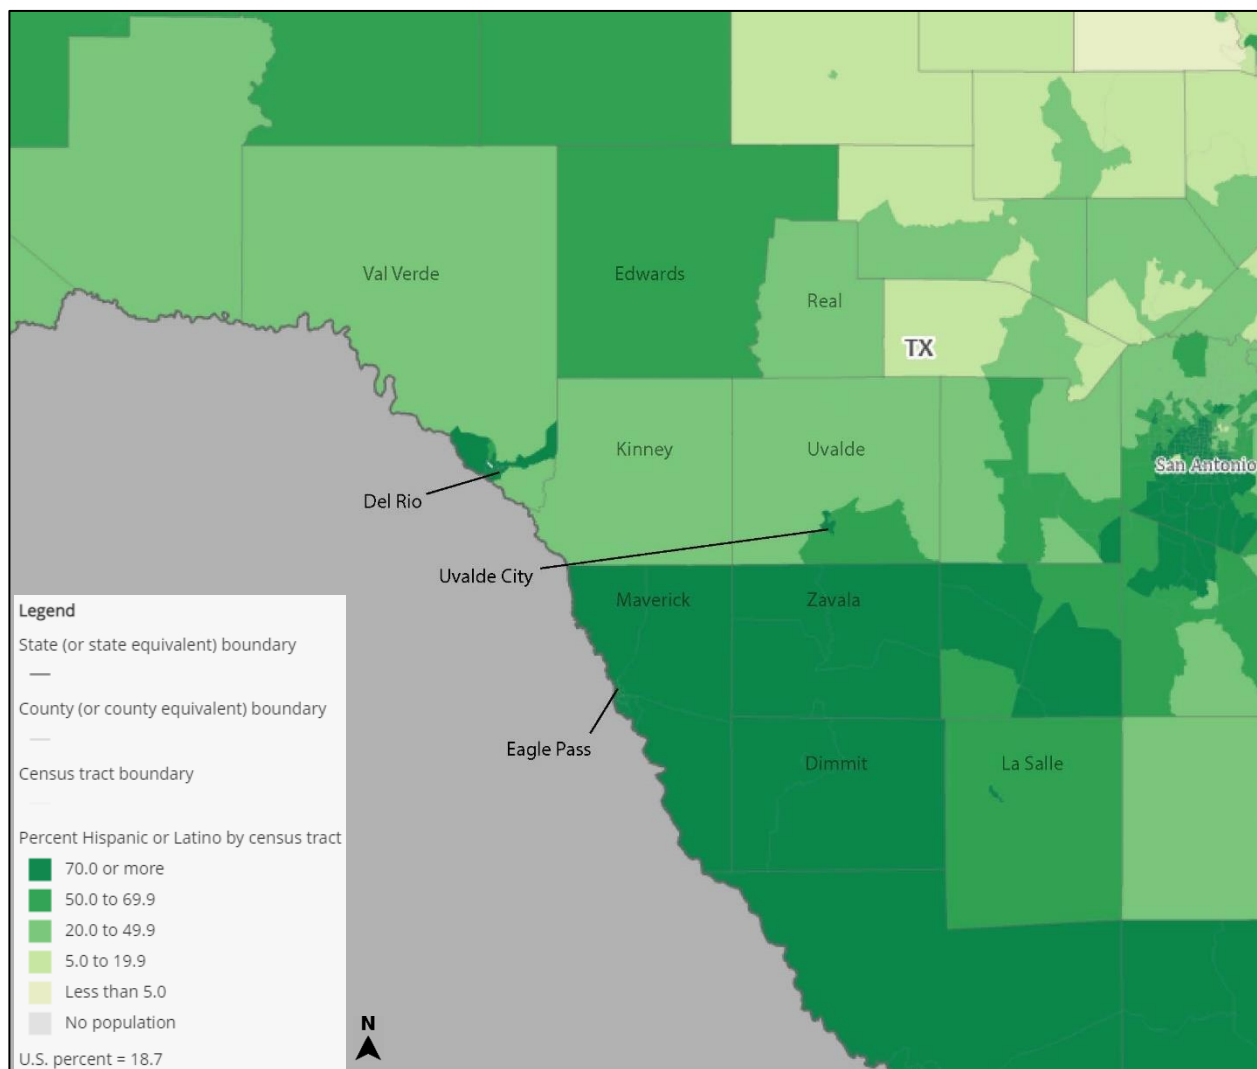 Val Verde
Edwards
Real
TX
Kinney
Uvalde
San Antonio
Del Rio
Uvalde City
Maverick
Zavala
Eagle Pass
Dimmit
La Salle
Legend
State (or state equivalent) boundary
County (or county equivalent) boundary
Census tract boundary
Percent Hispanic or Latino by census tract
70.0 or more
50.0 to 69.9
20.0 to 49.9
5.0 to 19.9
Less than 5.0
No population
U.S. percent = 18.7
N